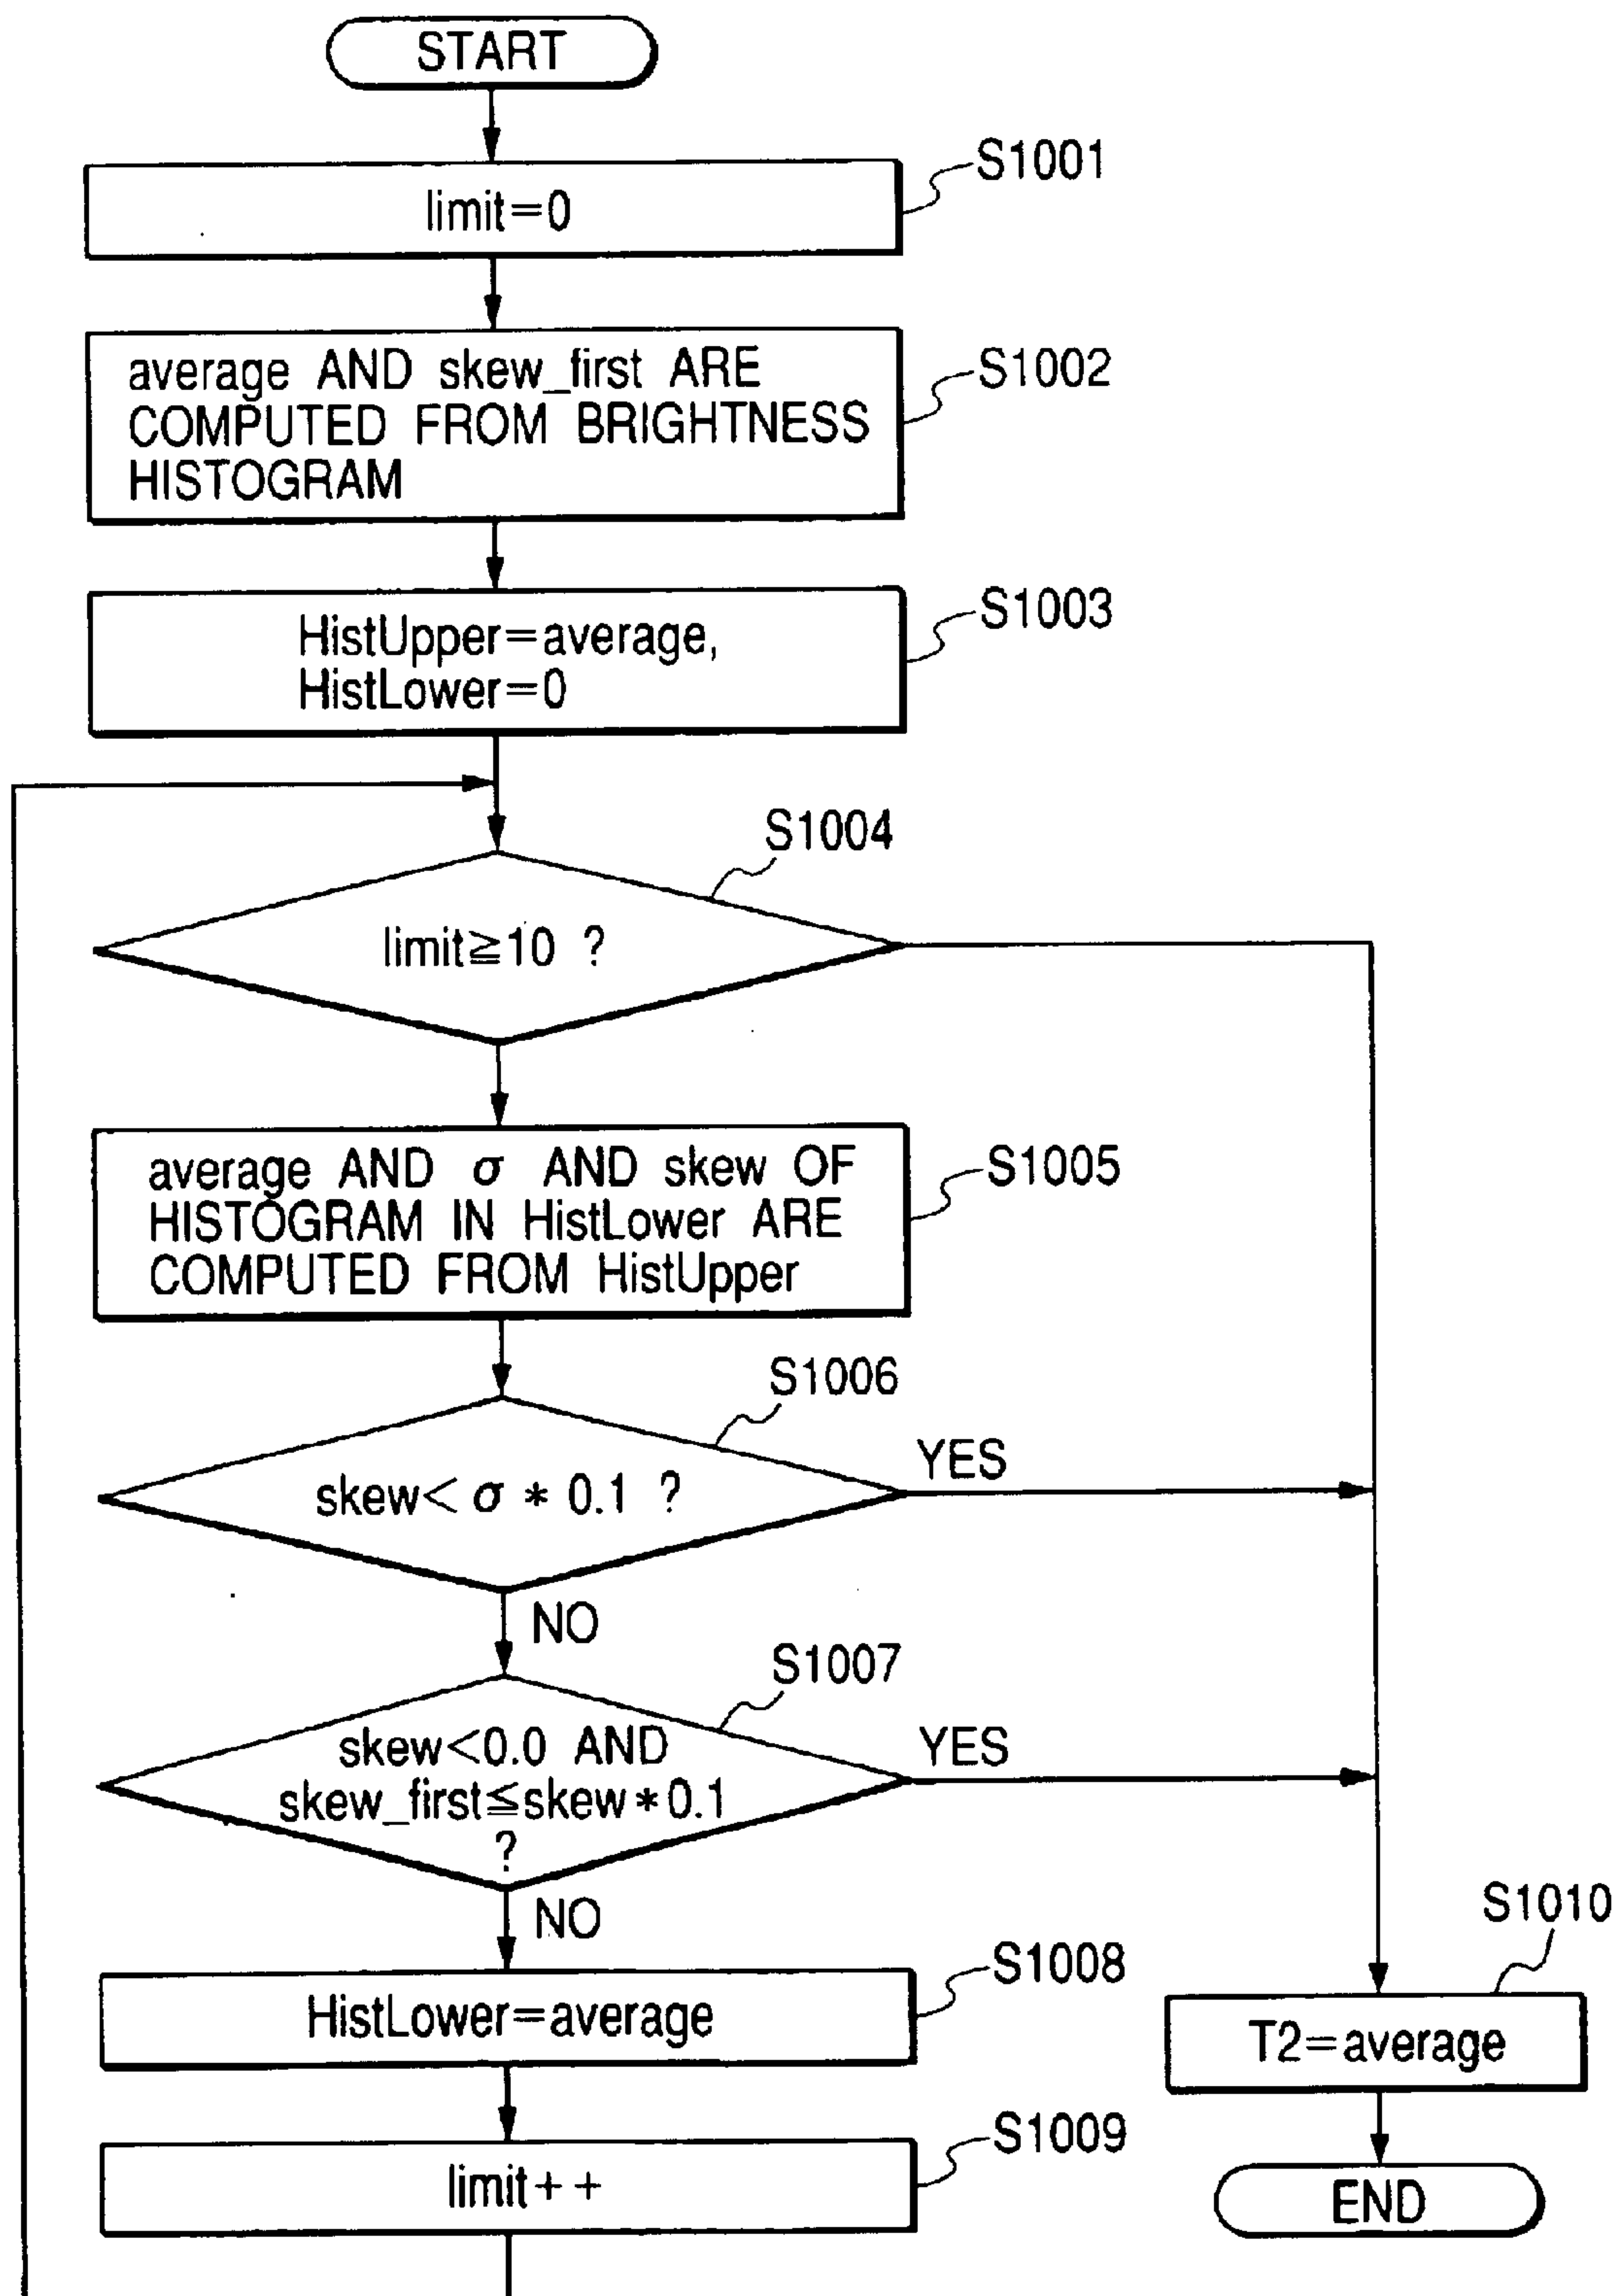 START
S1001
limit=0
S1002
average AND skew_first ARE
COMPUTED FROM BRIGHTNESS
HISTOGRAM
S1003
HistUpper=average,
HistLower=0
S1004
limit≧10 ?
S1005
average AND σ AND skew OF
HISTOGRAM IN HistLower ARE
COMPUTED FROM HistUpper
S1006
skew< σ * 0.1 ?
YES
NO
S1007
skew<0.0 AND
skew_first≦skew*0.1
?
YES
NO
S1008
HistLower=average
S1010
T2=average
S1009
limit++
END